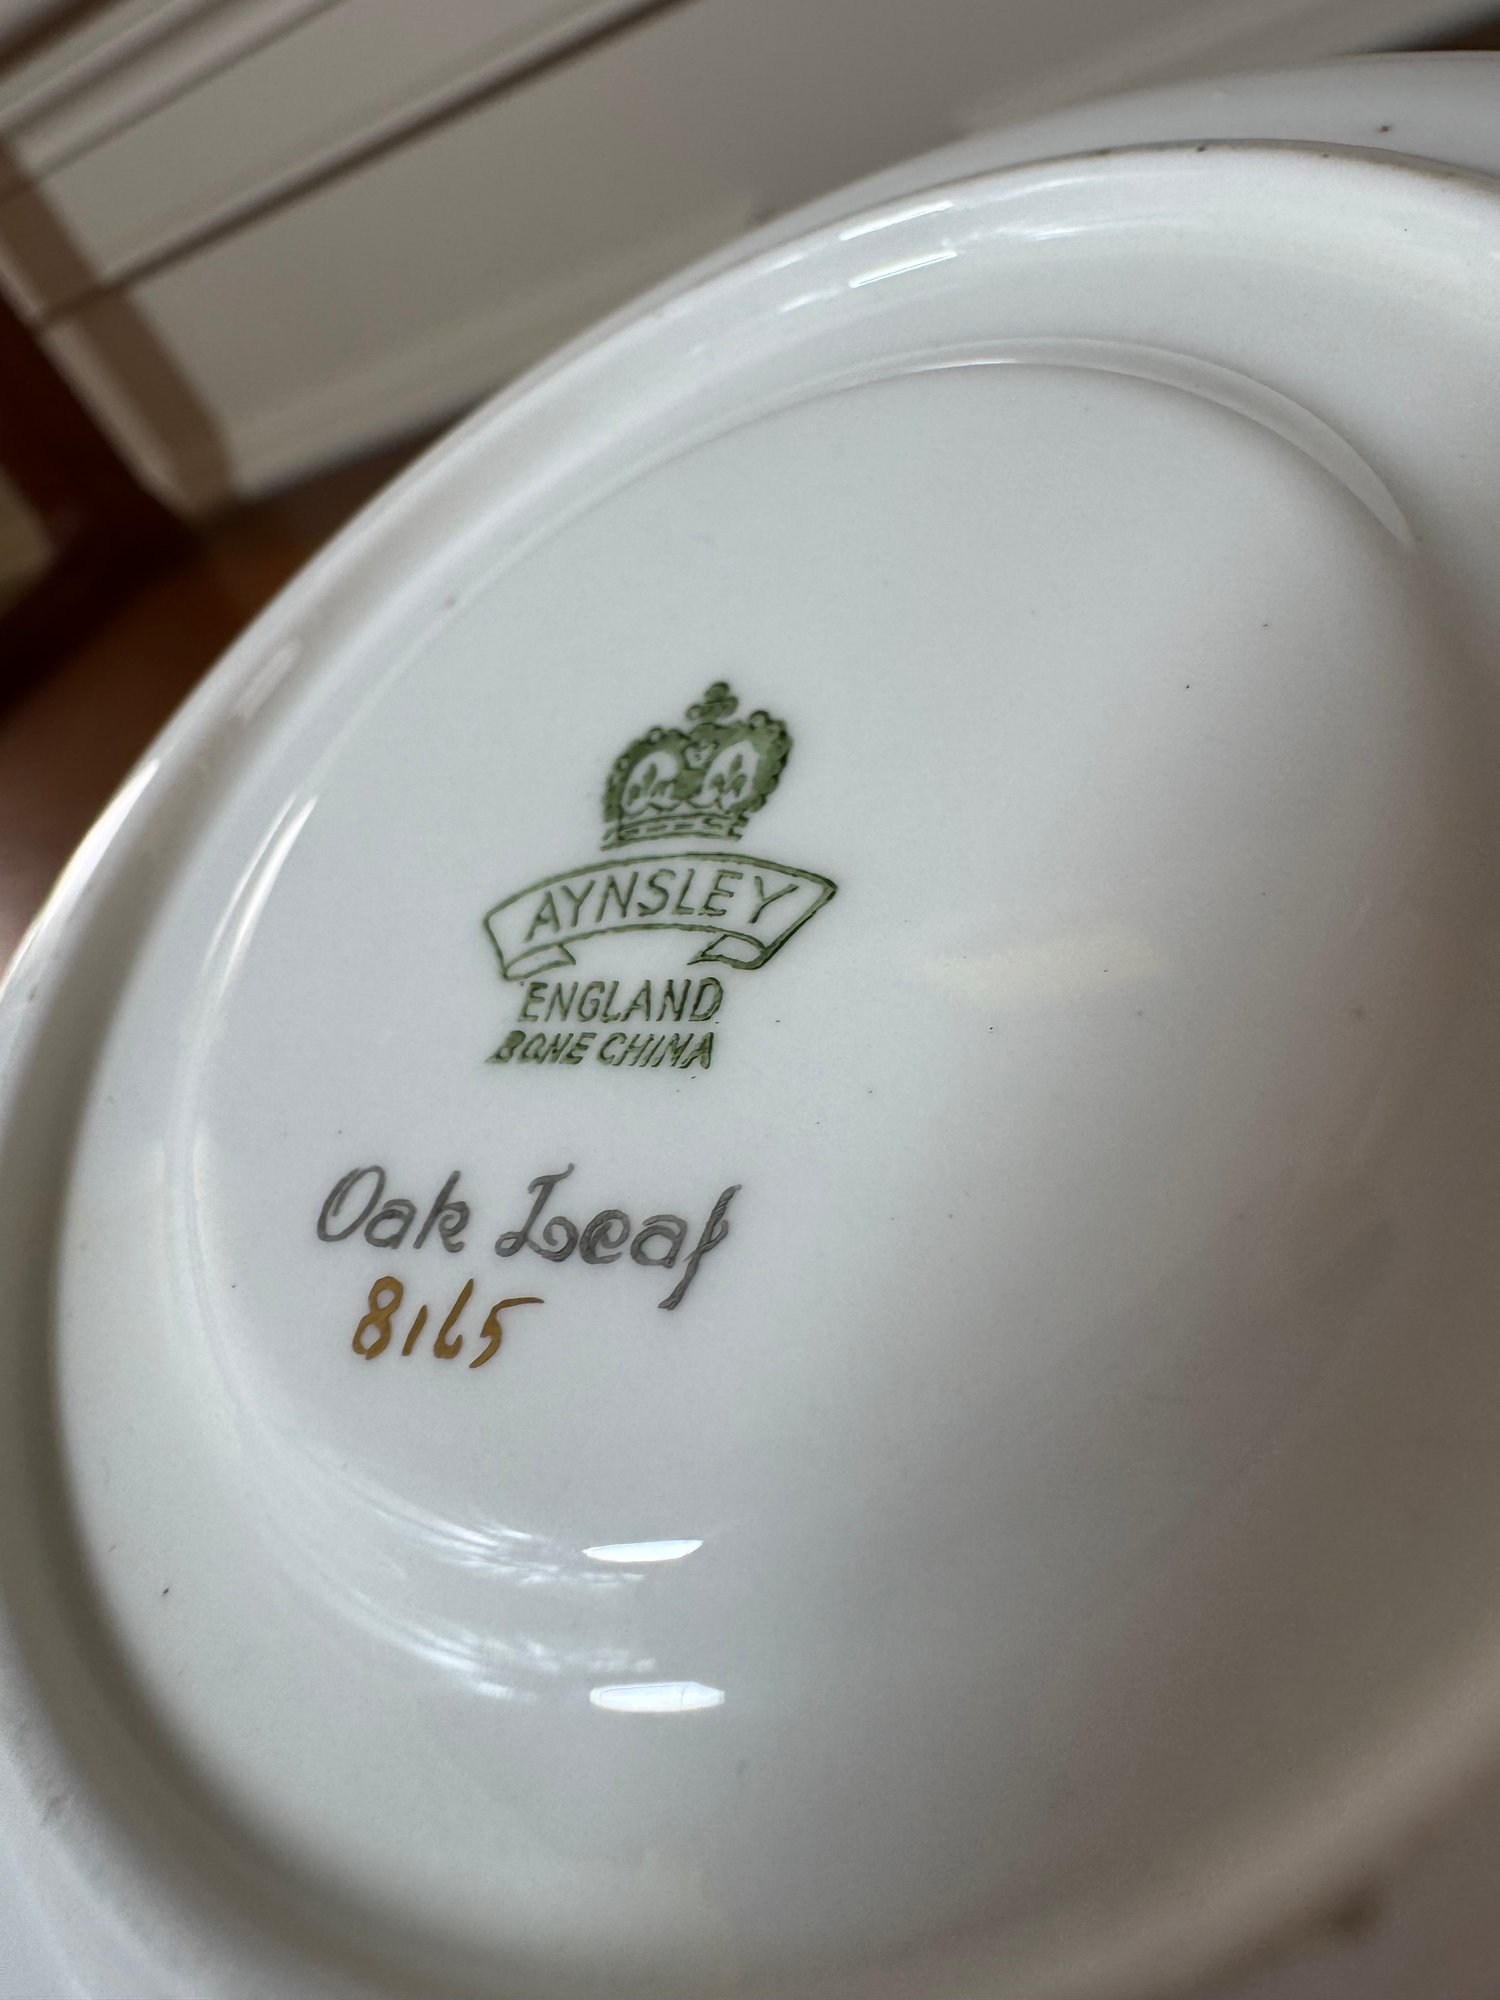 AYNSLEY
ENGLAND
BONE CHINA
Oak Leaf
8165